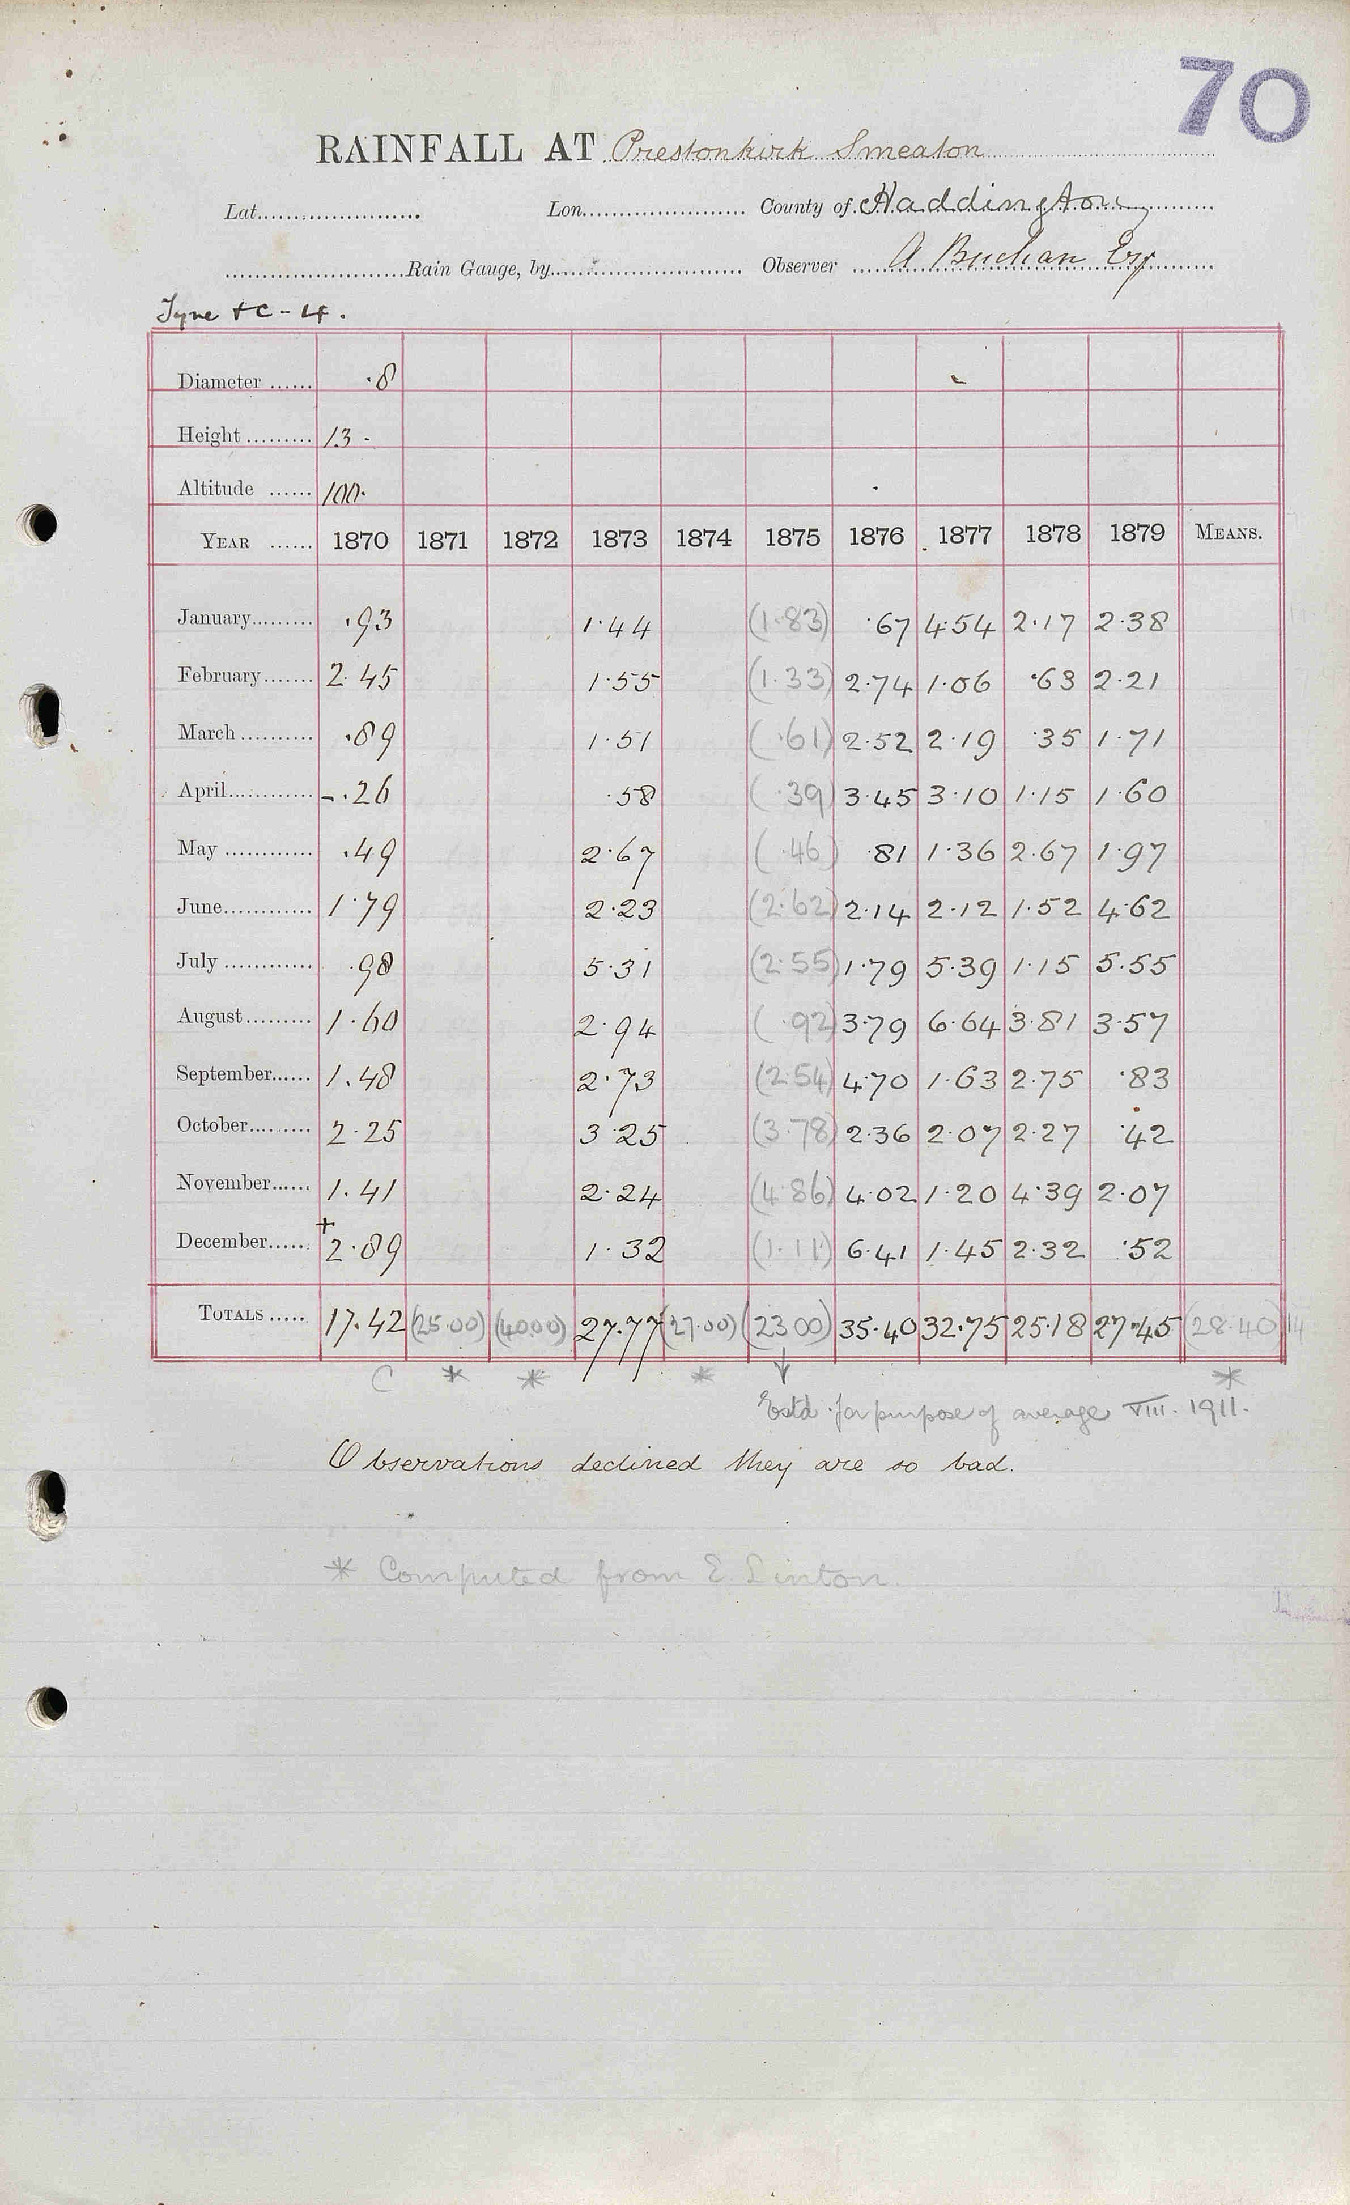 70
RAINFALL AT Prestonkirk Smeaton
Lat. Lon. County of Haddington
Rain Gauge, by Observer A Buchan Esq
Tyne &c - 4.
Diameter ·8
Height 13 -
Altitude 100·
YEAR 1870 1871 1872 1873 1874 1875 1876 1877 1878 1879 MEANS.
January ·93 1·44 (1·83) ·67 4·54 2·17 2·38
February 2·45 1·55 (1·33) 2·74 1·06 ·63 2·21
March ·89 1·51 (·61) 2·52 2·19 ·35 1·71
April -·26 ·58 (·39) 3·45 3·10 1·15 1·60
May ·49 2·67 (·46) ·81 1·36 2·67 1·97
June 1·79 2·23 (2·62) 2·14 2·12 1·52 4·62
July ·98 5·31 (2·55) 1·79 5·39 1·15 5·55
August 1·60 2·94 (·92) 3·79 6·64 3·81 3·57
September 1·48 2·73 (2·54) 4·70 1·63 2·75 ·83
October 2·25 3·25 (3·78) 2·36 2·07 2·27 ·42
November 1·41 2·24 (4·86) 4·02 1·20 4·39 2·07
December +2·89 1·32 (1·11) 6·41 1·45 2·32 ·52
TOTALS 17·42 (25·00) (40·00) 27·77 (27·00) (23·00) 35·40 32·75 25·18 27·45 (28·40) 14
C * * * ↓ *
Estd. for purpose of average VIII. 1911.
Observations declined they are so bad.
* Computed from E. Linton.